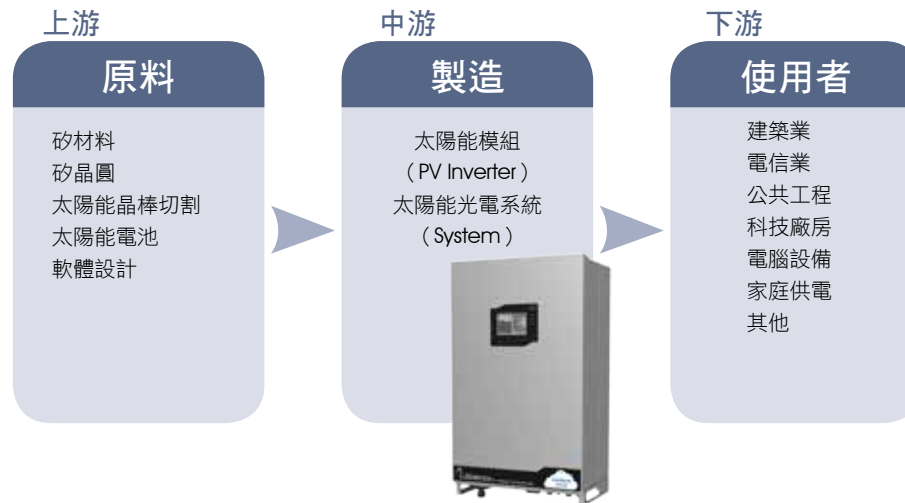 上游
原料
矽材料
矽晶圓
太陽能晶棒切割
太陽能電池
軟體設計
中游
製造
太陽能模組
（PV Inverter）
太陽能光電系統
（System）
下游
使用者
建築業
電信業
公共工程
科技廠房
電腦設備
家庭供電
其他